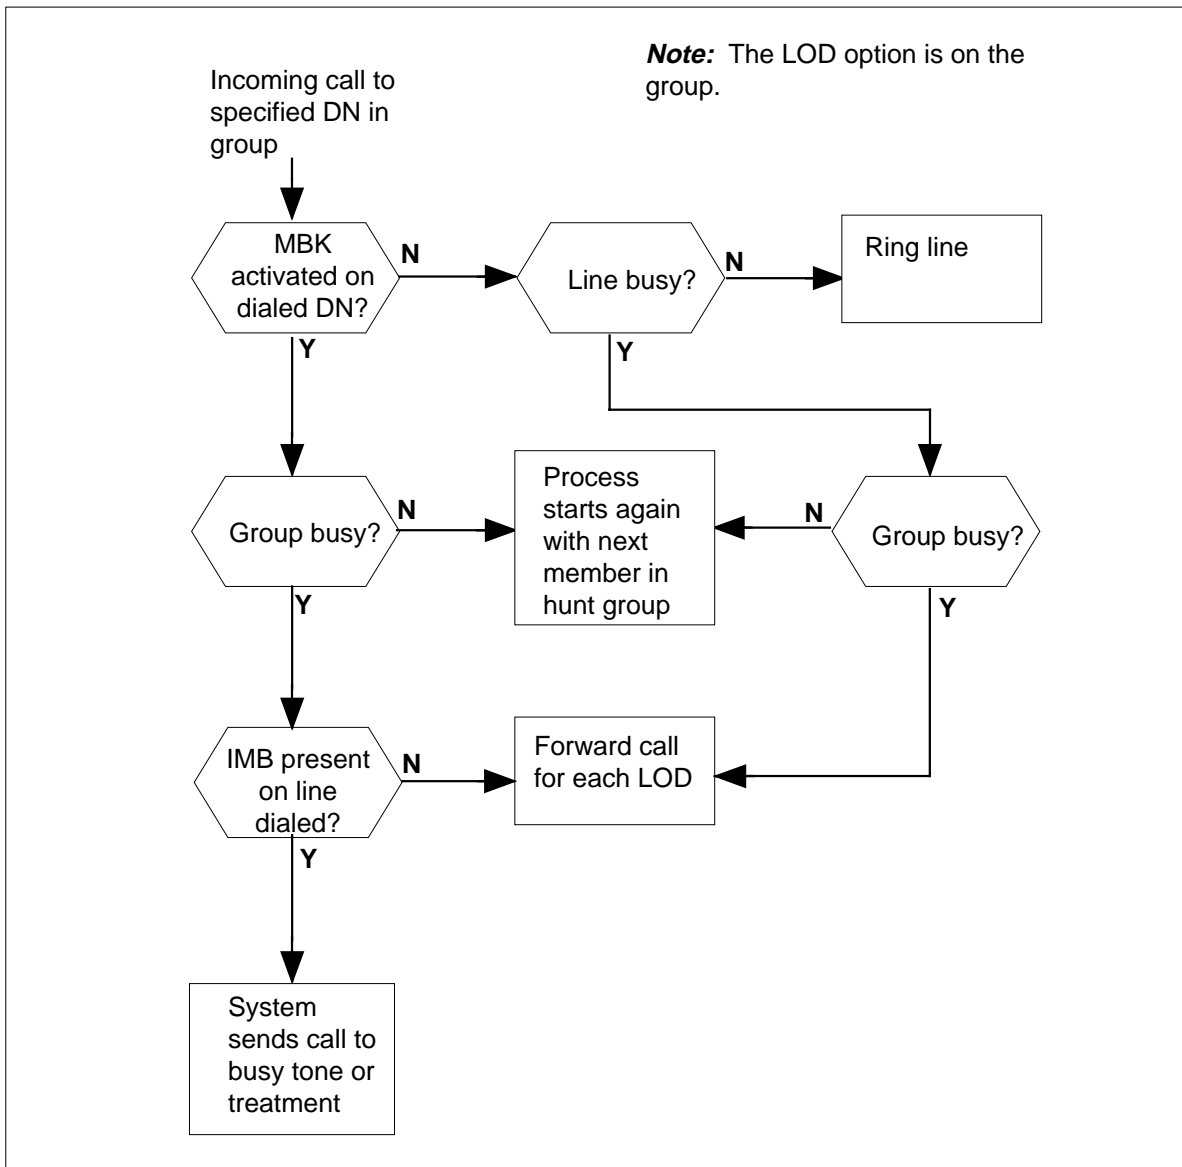 Note: The LOD option is on the
group.
Incoming call to
specified DN in
group
MBK
activated on
dialed DN?
N
Line busy?
N
Ring line
Y
Y
Group busy?
N
Process
starts again
with next
member in
hunt group
N
Group busy?
Y
Y
IMB present
on line
dialed?
N
Forward call
for each LOD
Y
System
sends call to
busy tone or
treatment